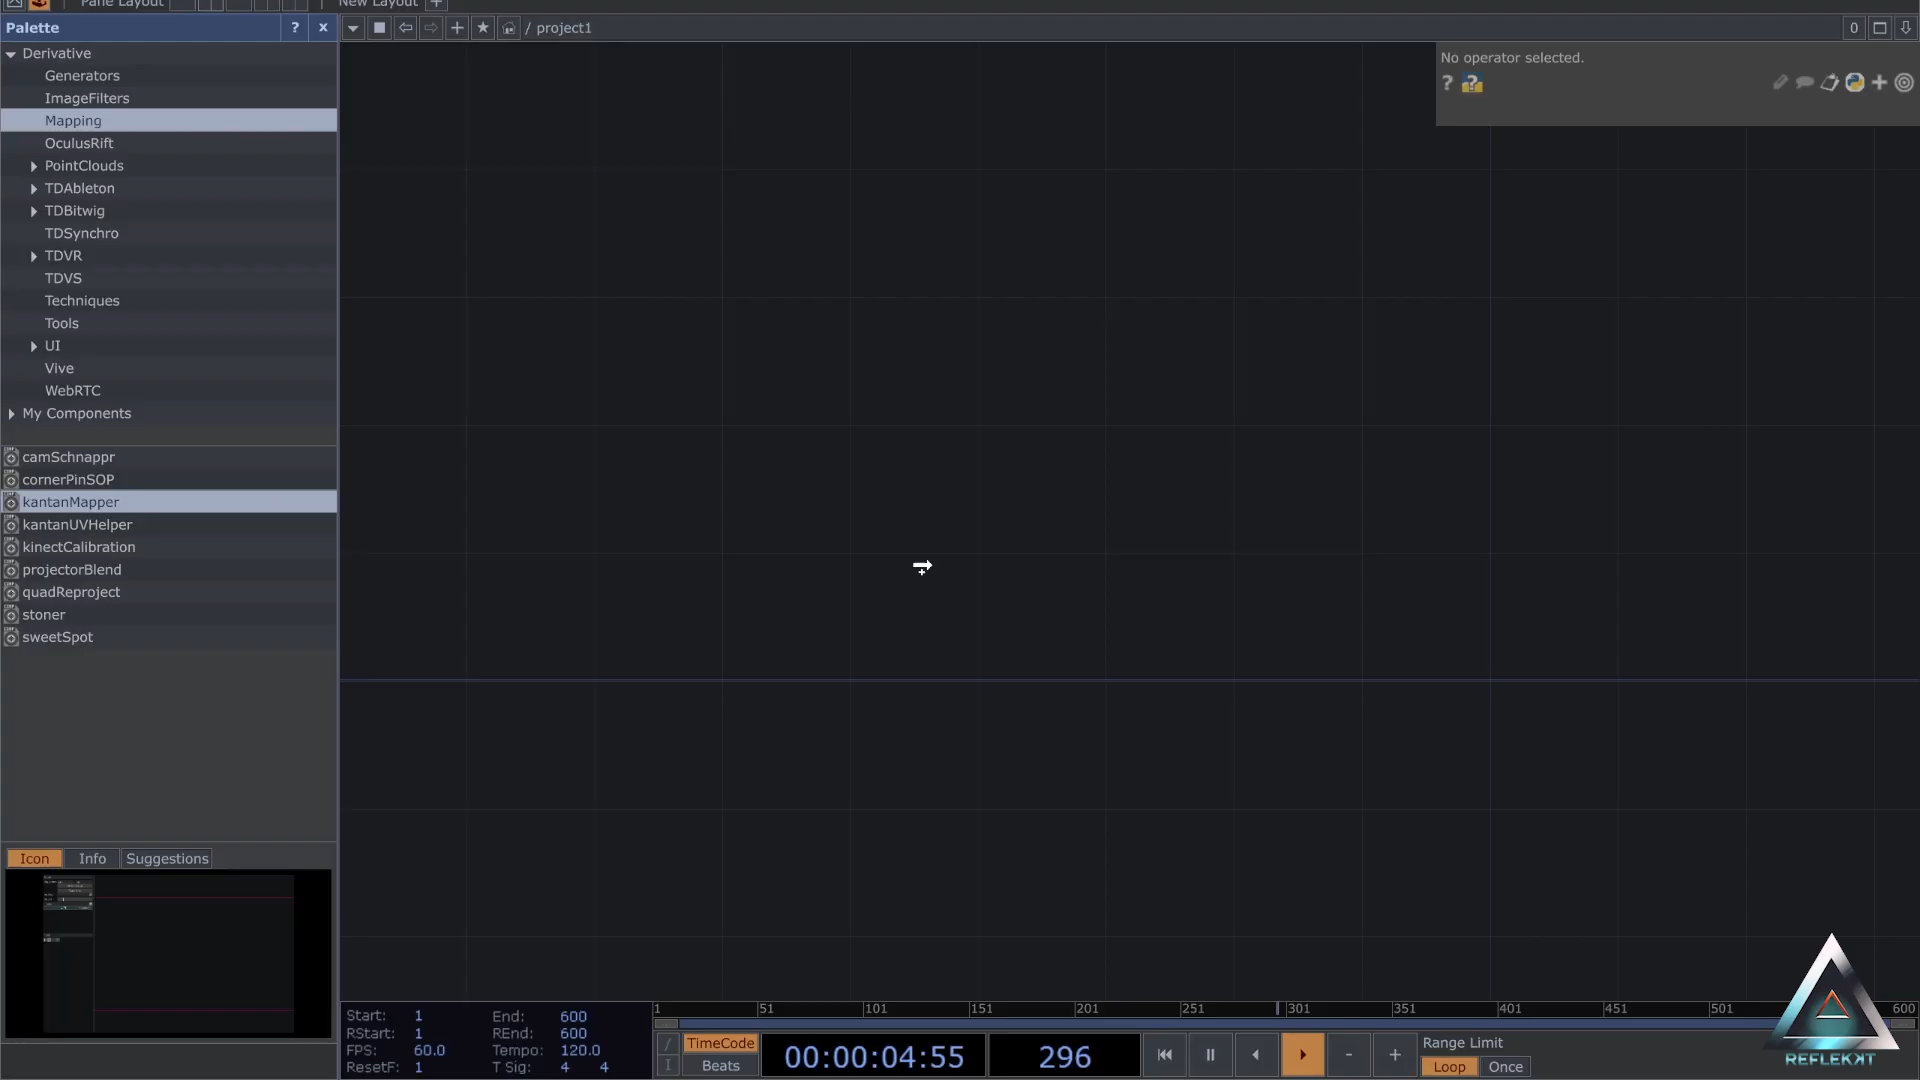 Pane Layout
New Layout
Palette ? x
/ project1
0
Derivative
Generators
ImageFilters
Mapping
OculusRift
PointClouds
TDAbleton
TDBitwig
TDSynchro
TDVR
TDVS
Techniques
Tools
UI
Vive
WebRTC
My Components
camSchnappr
cornerPinSOP
kantanMapper
kantanUVHelper
kinectCalibration
projectorBlend
quadReproject
stoner
sweetSpot
No operator selected.
Icon Info Suggestions
Start: 1 End: 600
RStart: 1 REnd: 600
FPS: 60.0 Tempo: 120.0
ResetF: 1 T Sig: 4 4
1 51 101 151 201 251 301 351 401 451 501 600
/ TimeCode
I Beats
00:00:04:55
296
- +
Range Limit
Loop Once
REFLEKKT